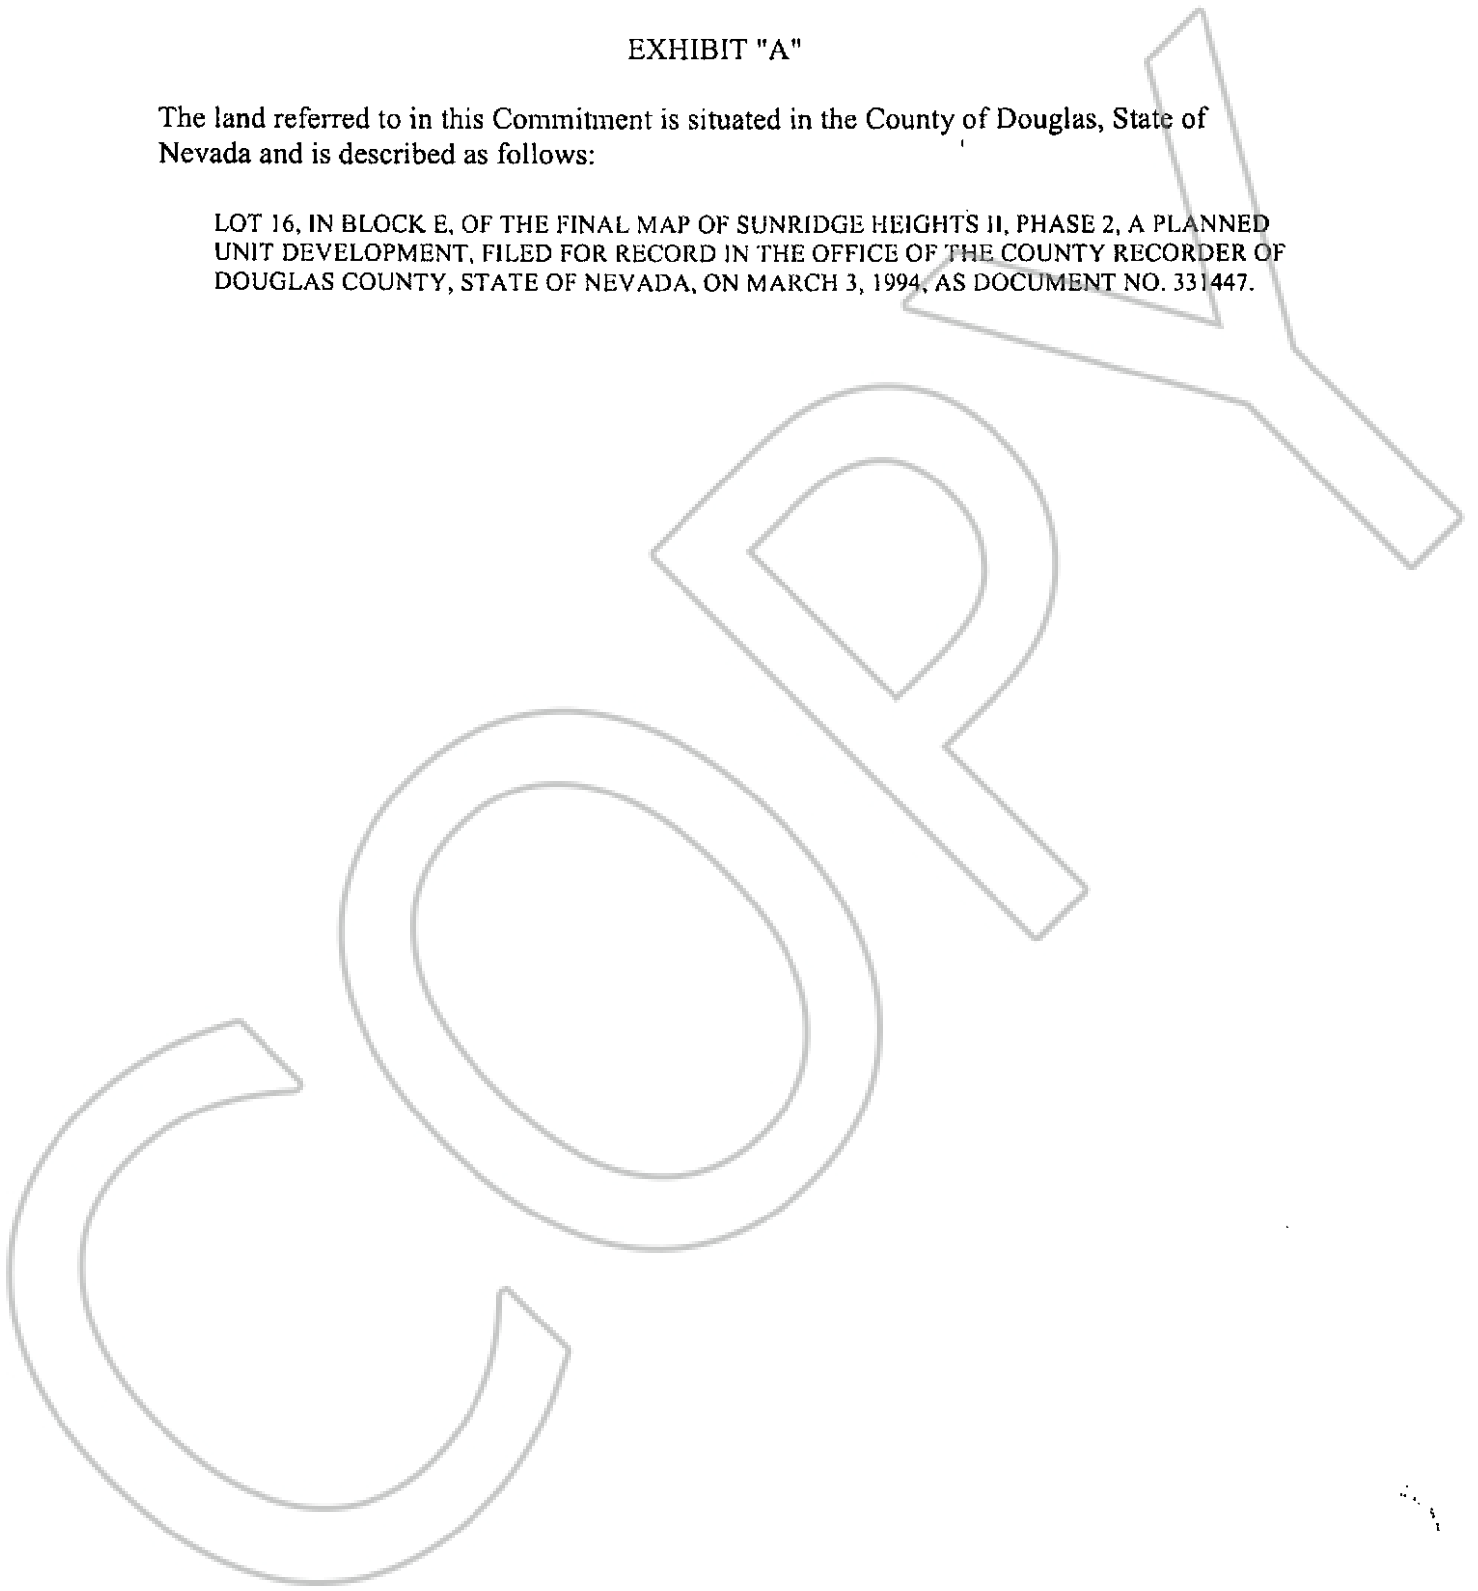 EXHIBIT "A"
The land referred to in this Commitment is situated in the County of Douglas, State of
Nevada and is described as follows:
LOT 16, IN BLOCK E, OF THE FINAL MAP OF SUNRIDGE HEIGHTS II, PHASE 2, A PLANNED
UNIT DEVELOPMENT, FILED FOR RECORD IN THE OFFICE OF THE COUNTY RECORDER OF
DOUGLAS COUNTY, STATE OF NEVADA, ON MARCH 3, 1994, AS DOCUMENT NO. 331447.
COPY